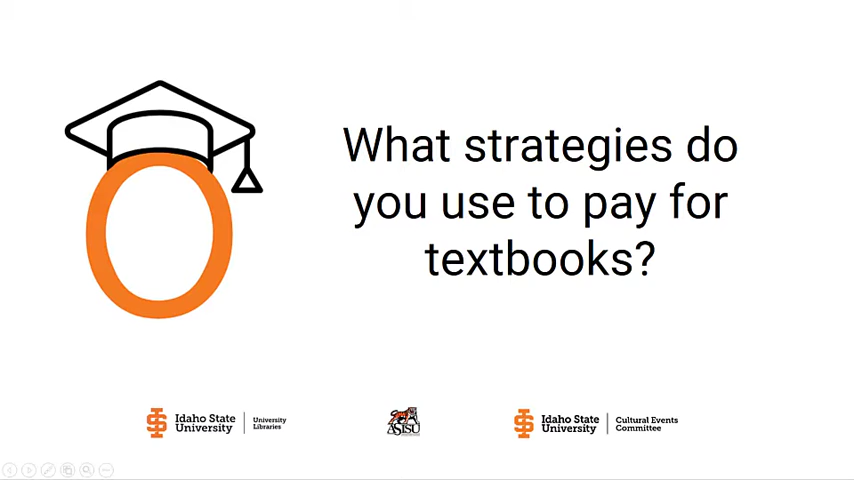 What strategies do
you use to pay for
textbooks?
Idaho State
University
University
Libraries
ASISU
Idaho State
University
Cultural Events
Committee